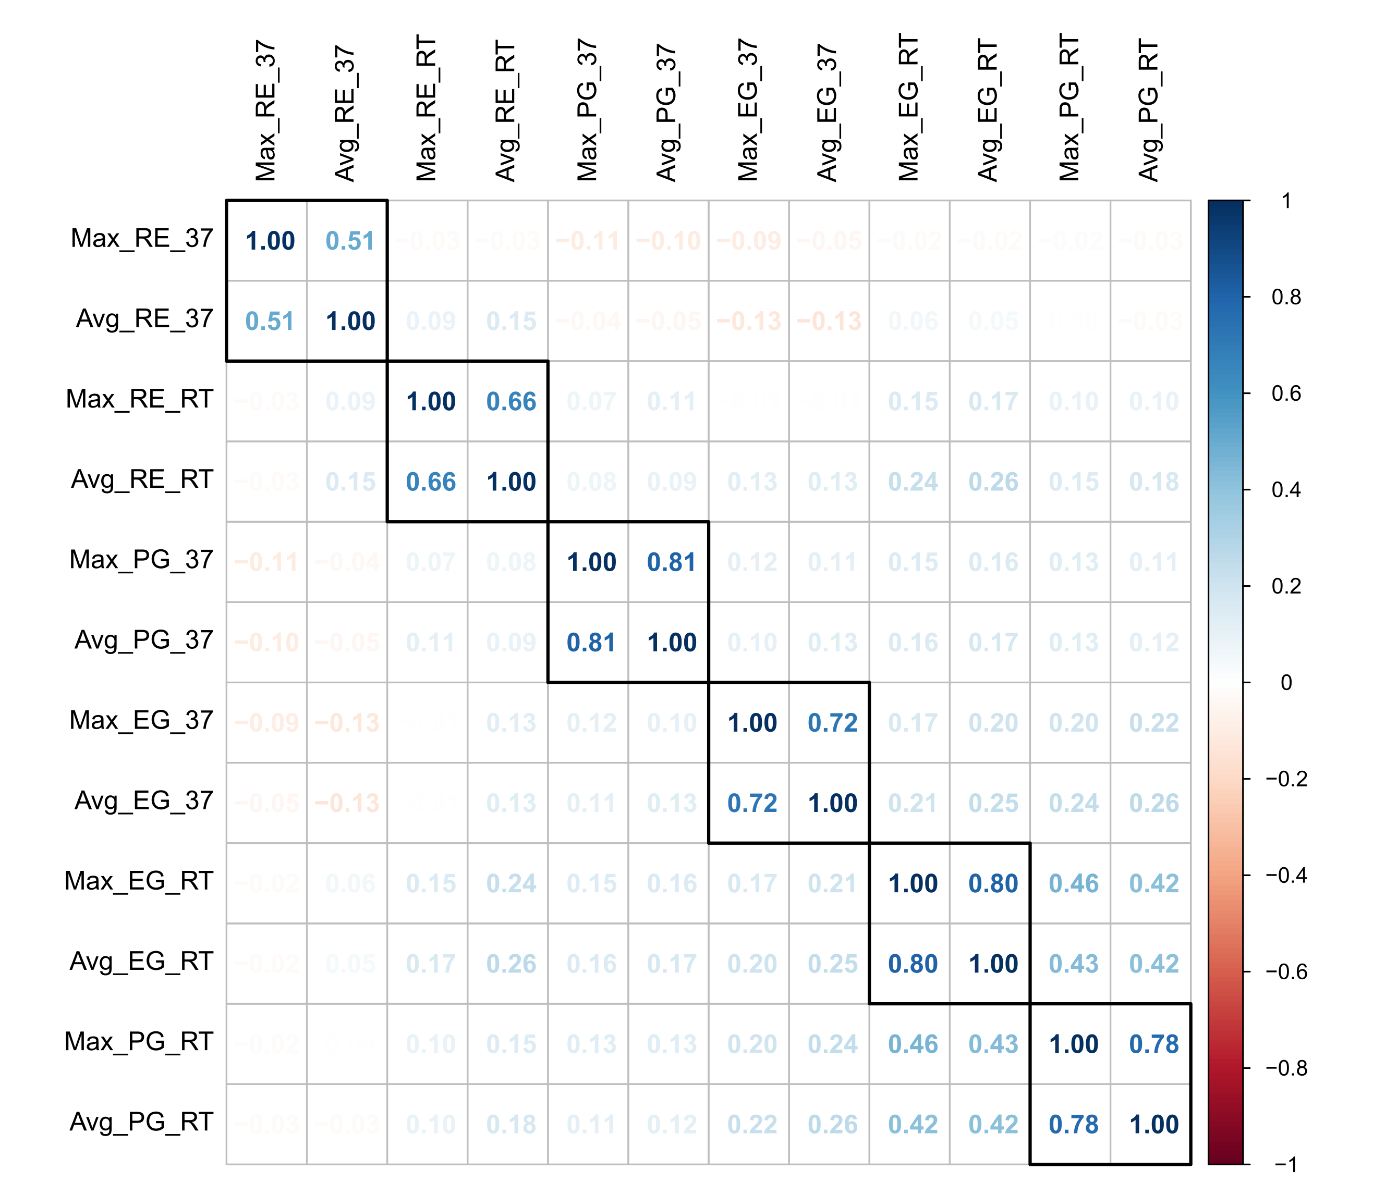 Max_RE_37 Avg_RE_37 Max_RE_RT Avg_RE_RT Max_PG_37 Avg_PG_37 Max_EG_37 Avg_EG_37 Max_EG_RT Avg_EG_RT Max_PG_RT Avg_PG_RT
Max_RE_37 1.00 0.51 −0.03 −0.03 −0.11 −0.10 −0.09 −0.05 −0.02 −0.02 −0.02 −0.03
Avg_RE_37 0.51 1.00 0.09 0.15 −0.04 −0.05 −0.13 −0.13 0.06 0.05 −0.03
Max_RE_RT −0.03 0.09 1.00 0.66 0.07 0.11 0.15 0.17 0.10 0.10
Avg_RE_RT −0.03 0.15 0.66 1.00 0.08 0.09 0.13 0.13 0.24 0.26 0.15 0.18
Max_PG_37 −0.11 −0.04 0.07 0.08 1.00 0.81 0.12 0.11 0.15 0.16 0.13 0.11
Avg_PG_37 −0.10 −0.05 0.11 0.09 0.81 1.00 0.10 0.13 0.16 0.17 0.13 0.12
Max_EG_37 −0.09 −0.13 0.13 0.12 0.10 1.00 0.72 0.17 0.20 0.20 0.22
Avg_EG_37 −0.05 −0.13 0.13 0.11 0.13 0.72 1.00 0.21 0.25 0.24 0.26
Max_EG_RT −0.02 0.06 0.15 0.24 0.15 0.16 0.17 0.21 1.00 0.80 0.46 0.42
Avg_EG_RT −0.02 0.05 0.17 0.26 0.16 0.17 0.20 0.25 0.80 1.00 0.43 0.42
Max_PG_RT −0.02 0.10 0.15 0.13 0.13 0.20 0.24 0.46 0.43 1.00 0.78
Avg_PG_RT −0.03 −0.03 0.10 0.18 0.11 0.12 0.22 0.26 0.42 0.42 0.78 1.00
1
0.8
0.6
0.4
0.2
0
−0.2
−0.4
−0.6
−0.8
−1